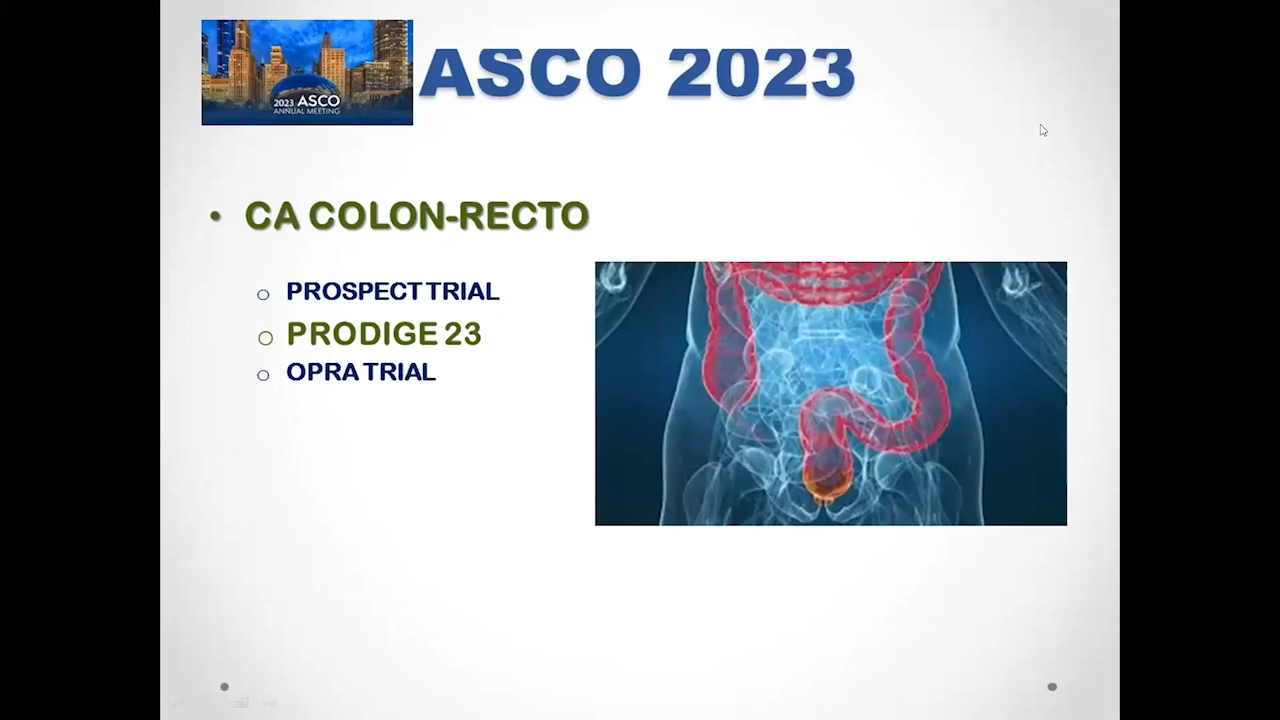 2023 ASCO
ANNUAL MEETING
ASCO 2023
• CA COLON-RECTO
o PROSPECT TRIAL
o PRODIGE 23
o OPRA TRIAL